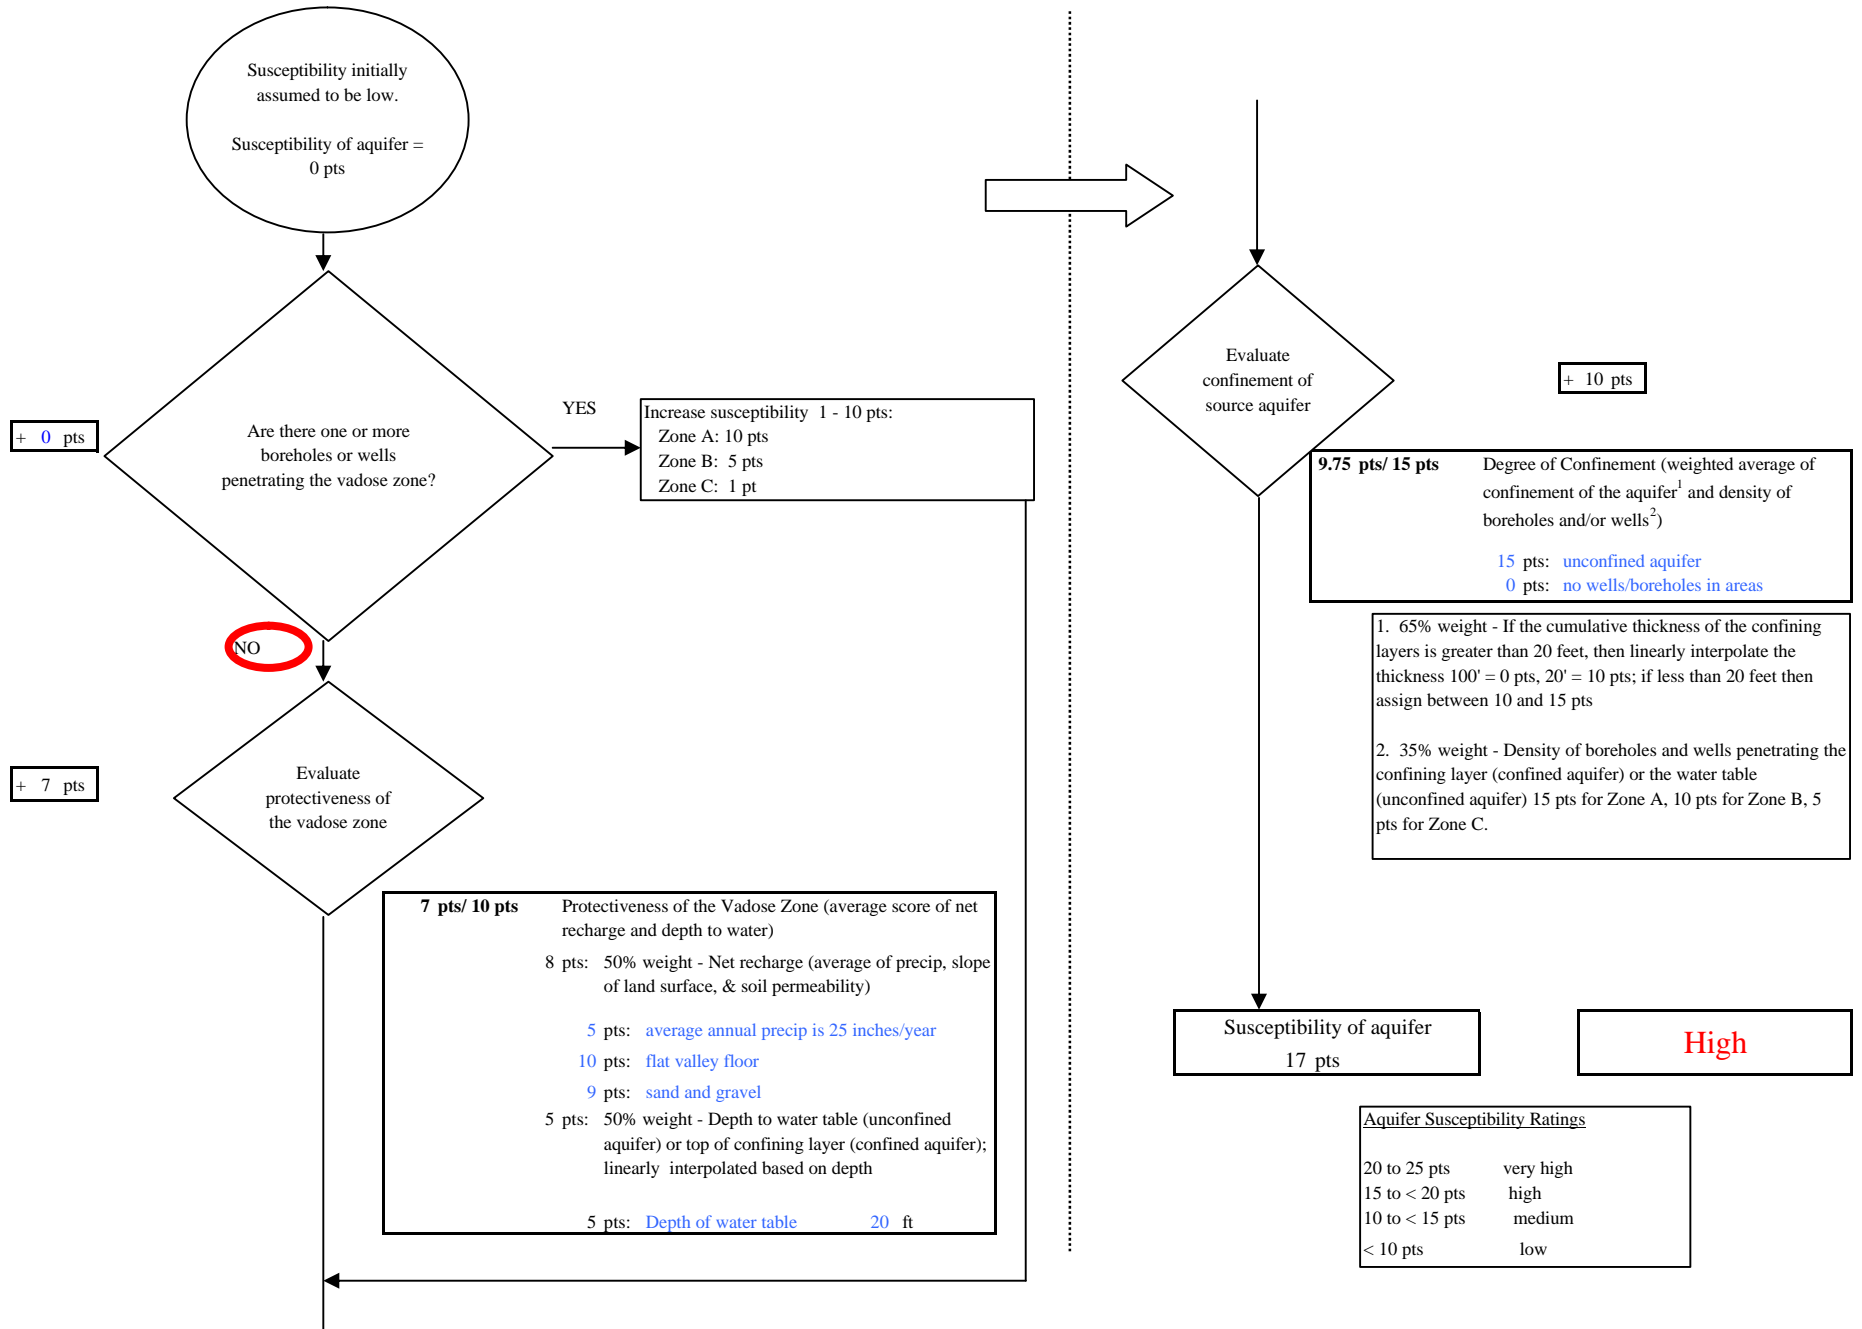 Susceptibility initially
assumed to be low.
Susceptibility of aquifer =
0 pts
+ 0 pts
Are there one or more
boreholes or wells
penetrating the vadose zone?
YES
Increase susceptibility 1 - 10 pts:
Zone A: 10 pts
Zone B: 5 pts
Zone C: 1 pt
NO
+ 7 pts
Evaluate
protectiveness of
the vadose zone
7 pts/ 10 pts Protectiveness of the Vadose Zone (average score of net
recharge and depth to water)
8 pts: 50% weight - Net recharge (average of precip, slope
of land surface, & soil permeability)
5 pts: average annual precip is 25 inches/year
10 pts: flat valley floor
9 pts: sand and gravel
5 pts: 50% weight - Depth to water table (unconfined
aquifer) or top of confining layer (confined aquifer);
linearly interpolated based on depth
5 pts: Depth of water table 20 ft
Evaluate
confinement of
source aquifer
+ 10 pts
9.75 pts/ 15 pts Degree of Confinement (weighted average of
confinement of the aquifer1 and density of
boreholes and/or wells2)
15 pts: unconfined aquifer
0 pts: no wells/boreholes in areas
1. 65% weight - If the cumulative thickness of the confining
layers is greater than 20 feet, then linearly interpolate the
thickness 100' = 0 pts, 20' = 10 pts; if less than 20 feet then
assign between 10 and 15 pts
2. 35% weight - Density of boreholes and wells penetrating the
confining layer (confined aquifer) or the water table
(unconfined aquifer) 15 pts for Zone A, 10 pts for Zone B, 5
pts for Zone C.
Susceptibility of aquifer
17 pts
High
Aquifer Susceptibility Ratings
20 to 25 pts very high
15 to < 20 pts high
10 to < 15 pts medium
< 10 pts low